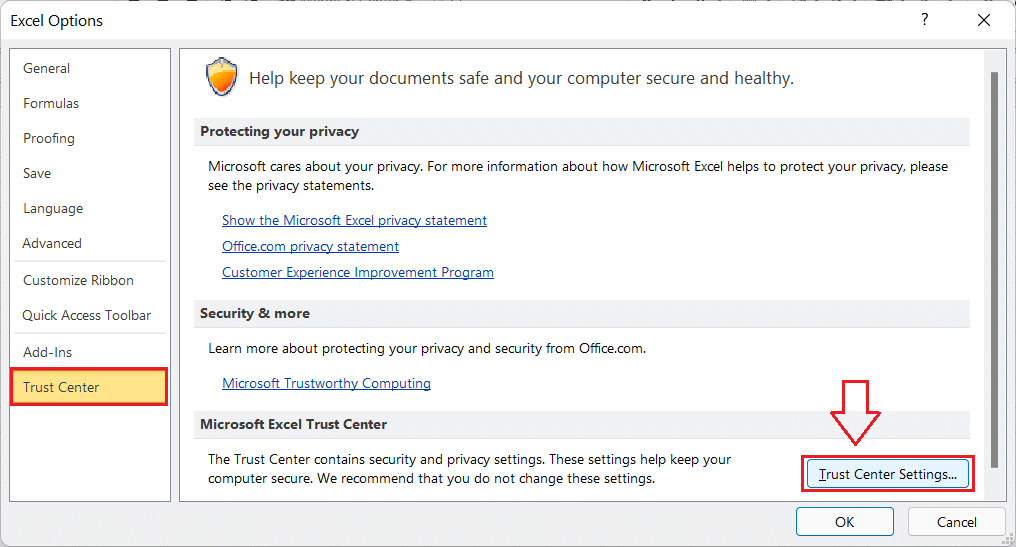 Excel Options
?
General
Formulas
Proofing
Save
Language
Advanced
Customize Ribbon
Quick Access Toolbar
Add-Ins
Trust Center
Help keep your documents safe and your computer secure and healthy.
Protecting your privacy
Microsoft cares about your privacy. For more information about how Microsoft Excel helps to protect your privacy, please
see the privacy statements.
Show the Microsoft Excel privacy statement
Office.com privacy statement
Customer Experience Improvement Program
Security & more
Learn more about protecting your privacy and security from Office.com.
Microsoft Trustworthy Computing
Microsoft Excel Trust Center
The Trust Center contains security and privacy settings. These settings help keep your
computer secure. We recommend that you do not change these settings.
Trust Center Settings...
OK
Cancel